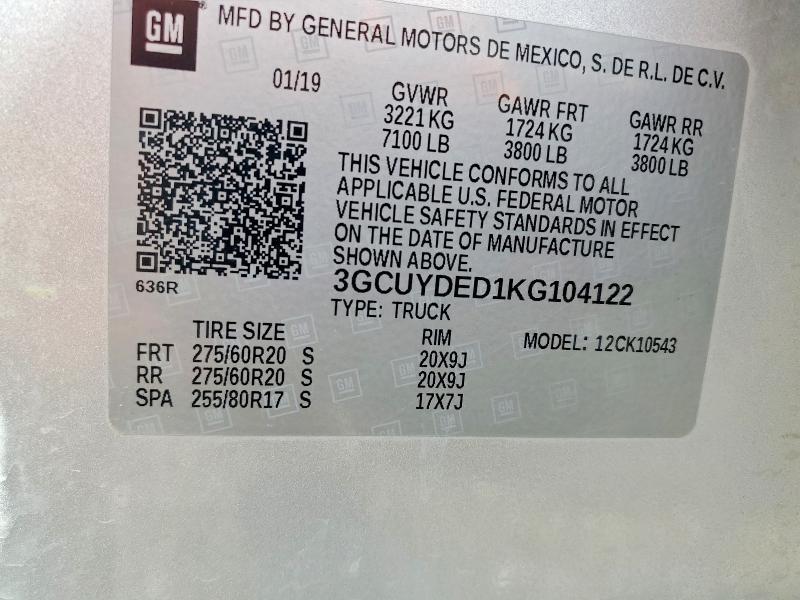 GM® MFD BY GENERAL MOTORS DE MEXICO, S. DE R.L. DE C.V.
01/19 GVWR GAWR FRT GAWR RR
3221 KG 1724 KG 1724 KG
7100 LB 3800 LB 3800 LB
THIS VEHICLE CONFORMS TO ALL
APPLICABLE U.S. FEDERAL MOTOR
VEHICLE SAFETY STANDARDS IN EFFECT
ON THE DATE OF MANUFACTURE
SHOWN ABOVE.
636R 3GCUYDED1KG104122
TYPE: TRUCK
TIRE SIZE RIM MODEL: 12CK10543
FRT 275/60R20 S 20X9J
RR 275/60R20 S 20X9J
SPA 255/80R17 S 17X7J